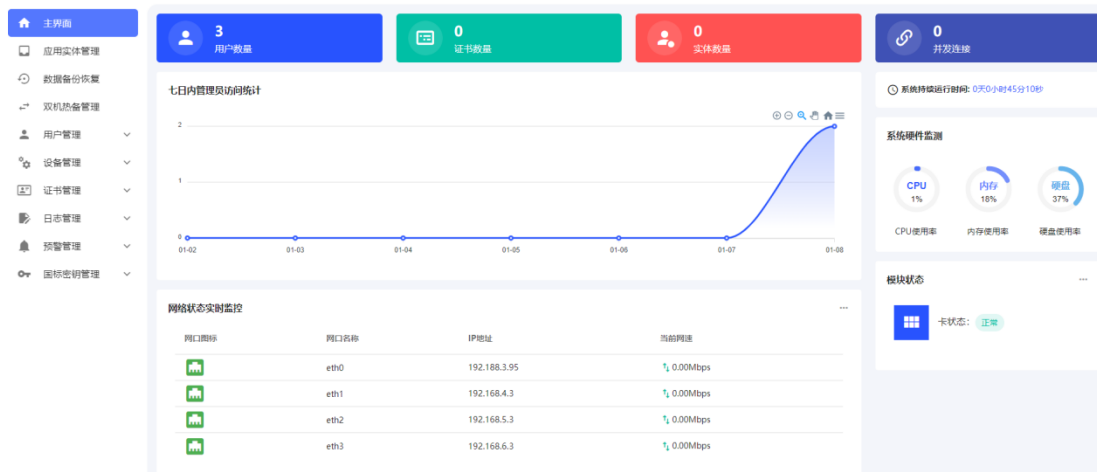 主界面
应用实体管理
数据备份恢复
双机热备管理
用户管理
设备管理
证书管理
日志管理
预警管理
国标密钥管理
3
用户数量
0
证书数量
0
实体数量
0
并发连接
七日内管理员访问统计
2
1
0
01-02 01-03 01-04 01-05 01-06 01-07 01-08
系统持续运行时间: 0天0小时45分10秒
系统硬件监测
CPU 内存 硬盘
1% 18% 37%
CPU使用率 内存使用率 硬盘使用率
网络状态实时监控
网口图标 网口名称 IP地址 当前网速
eth0 192.188.3.95 0.00Mbps
eth1 192.168.4.3 0.00Mbps
eth2 192.168.5.3 0.00Mbps
eth3 192.168.6.3 0.00Mbps
模块状态
卡状态: 正常